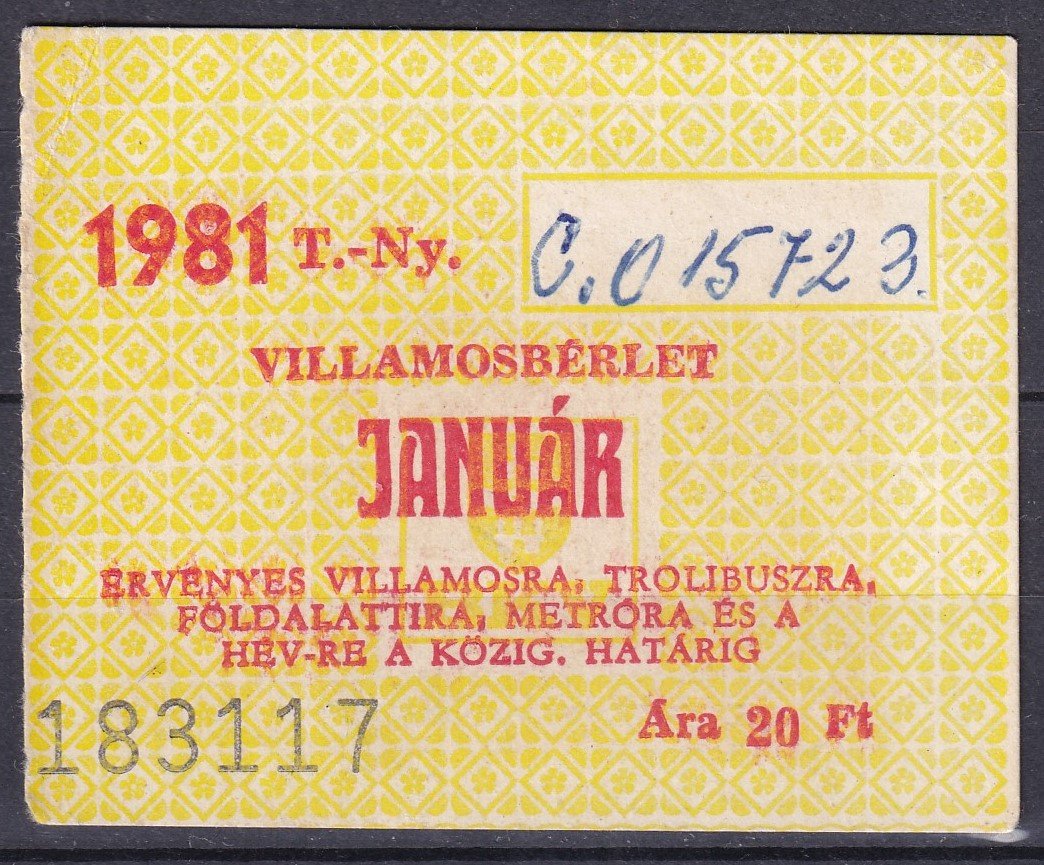 1981 T.-Ny. C.015723.
VILLAMOSBÉRLET
JANUÁR
ÉRVÉNYES VILLAMOSRA, TROLIBUSZRA,
FÖLDALATTIRA, METRÓRA ÉS A
HÉV-RE A KÖZIG. HATÁRIG
183117 Ára 20 Ft